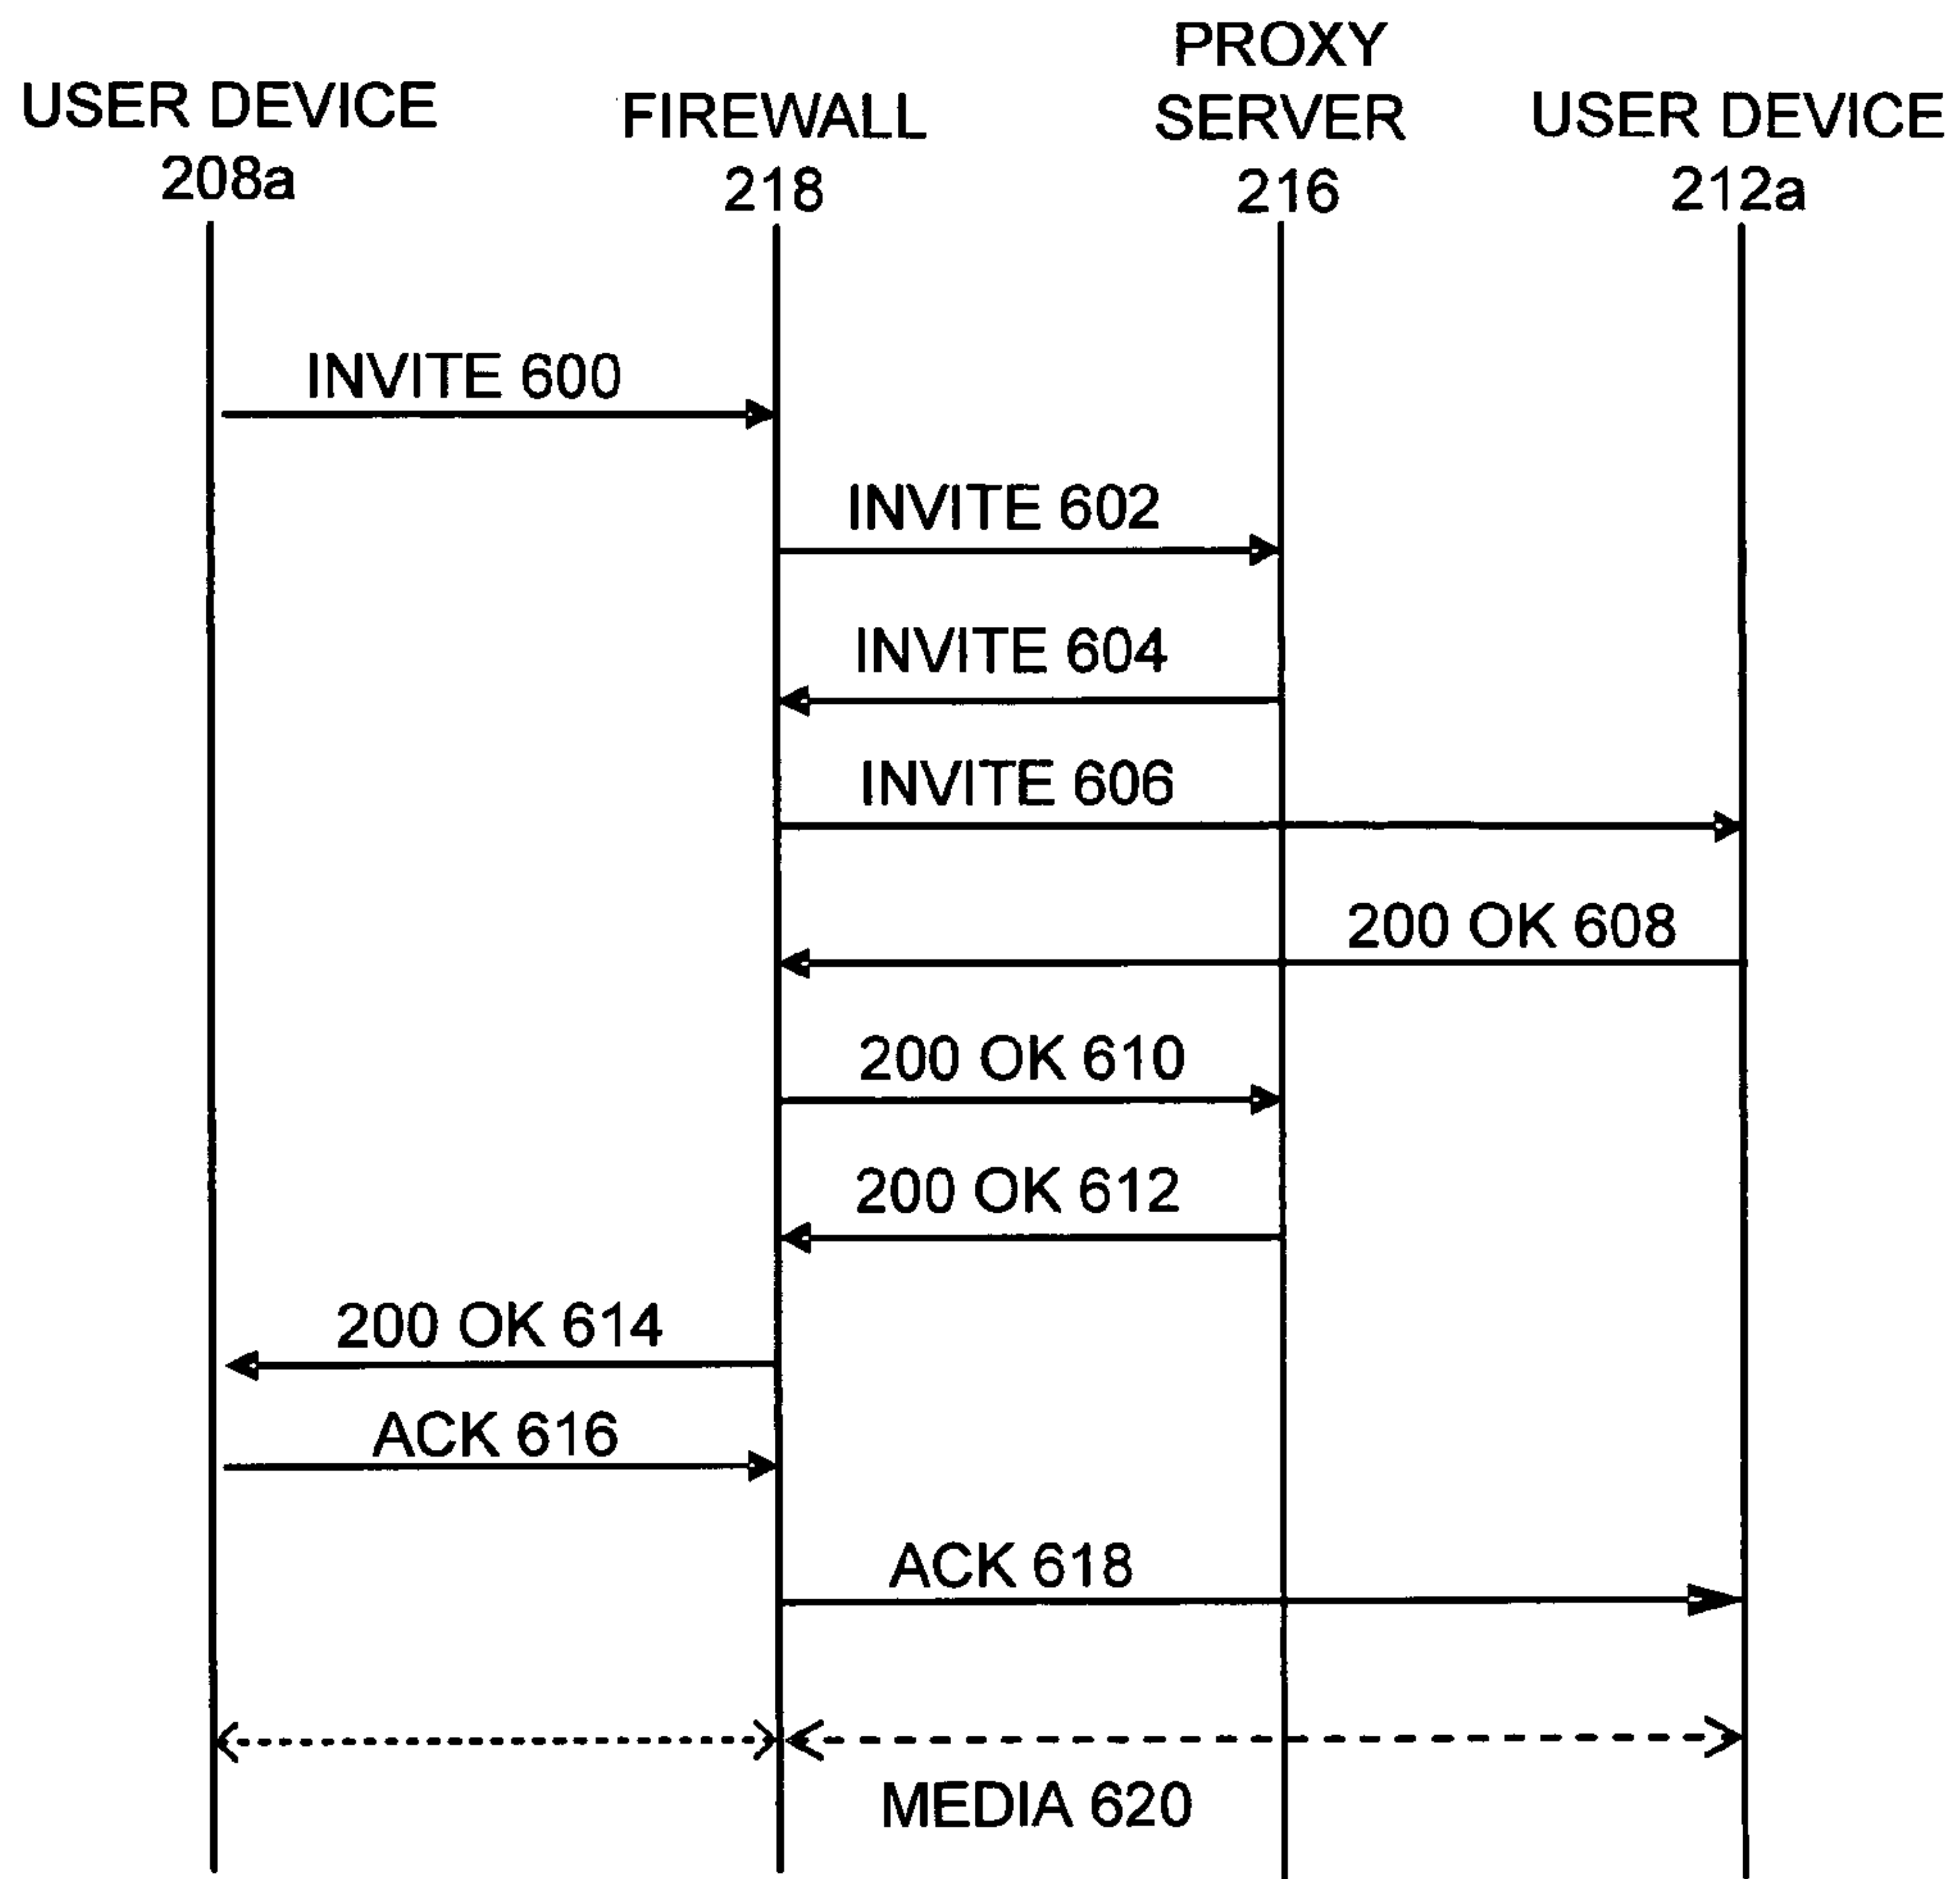 USER DEVICE
208a
FIREWALL
218
PROXY
SERVER
216
USER DEVICE
212a
INVITE 600
INVITE 602
INVITE 604
INVITE 606
200 OK 608
200 OK 610
200 OK 612
200 OK 614
ACK 616
ACK 618
MEDIA 620